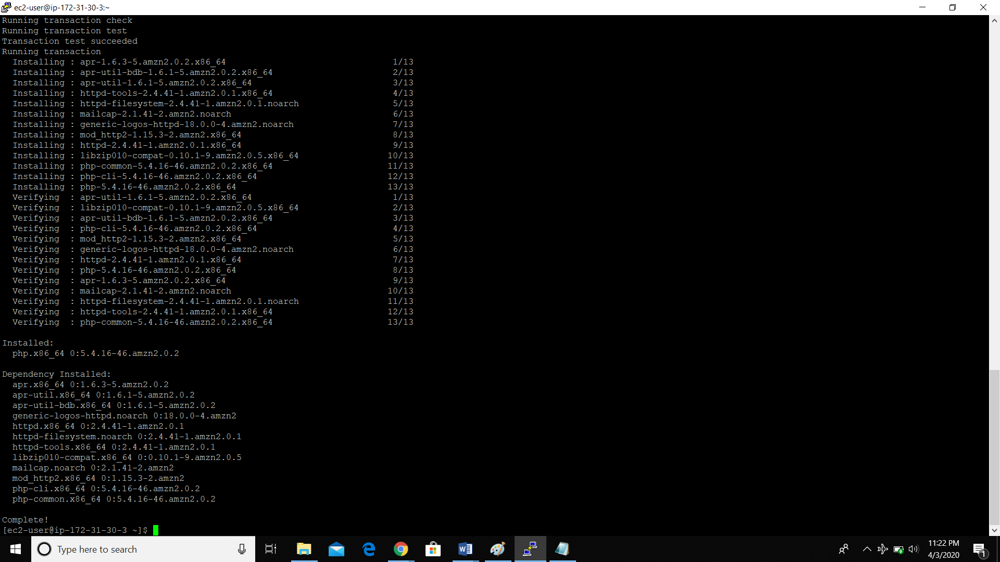 ec2-user@ip-172-31-30-3:~
Running transaction check
Running transaction test
Transaction test succeeded
Running transaction
Installing : apr-1.6.3-5.amzn2.0.2.x86_64 1/13
Installing : apr-util-bdb-1.6.1-5.amzn2.0.2.x86_64 2/13
Installing : apr-util-1.6.1-5.amzn2.0.2.x86_64 3/13
Installing : httpd-tools-2.4.41-1.amzn2.0.1.x86_64 4/13
Installing : httpd-filesystem-2.4.41-1.amzn2.0.1.noarch 5/13
Installing : mailcap-2.1.41-2.amzn2.noarch 6/13
Installing : generic-logos-httpd-18.0.0-4.amzn2.noarch 7/13
Installing : mod_http2-1.15.3-2.amzn2.x86_64 8/13
Installing : httpd-2.4.41-1.amzn2.0.1.x86_64 9/13
Installing : libzip010-compat-0.10.1-9.amzn2.0.5.x86_64 10/13
Installing : php-common-5.4.16-46.amzn2.0.2.x86_64 11/13
Installing : php-cli-5.4.16-46.amzn2.0.2.x86_64 12/13
Installing : php-5.4.16-46.amzn2.0.2.x86_64 13/13
Verifying : apr-util-1.6.1-5.amzn2.0.2.x86_64 1/13
Verifying : libzip010-compat-0.10.1-9.amzn2.0.5.x86_64 2/13
Verifying : apr-util-bdb-1.6.1-5.amzn2.0.2.x86_64 3/13
Verifying : php-cli-5.4.16-46.amzn2.0.2.x86_64 4/13
Verifying : mod_http2-1.15.3-2.amzn2.x86_64 5/13
Verifying : generic-logos-httpd-18.0.0-4.amzn2.noarch 6/13
Verifying : httpd-2.4.41-1.amzn2.0.1.x86_64 7/13
Verifying : php-5.4.16-46.amzn2.0.2.x86_64 8/13
Verifying : apr-1.6.3-5.amzn2.0.2.x86_64 9/13
Verifying : mailcap-2.1.41-2.amzn2.noarch 10/13
Verifying : httpd-filesystem-2.4.41-1.amzn2.0.1.noarch 11/13
Verifying : httpd-tools-2.4.41-1.amzn2.0.1.x86_64 12/13
Verifying : php-common-5.4.16-46.amzn2.0.2.x86_64 13/13
Installed:
php.x86_64 0:5.4.16-46.amzn2.0.2
Dependency Installed:
apr.x86_64 0:1.6.3-5.amzn2.0.2
apr-util.x86_64 0:1.6.1-5.amzn2.0.2
apr-util-bdb.x86_64 0:1.6.1-5.amzn2.0.2
generic-logos-httpd.noarch 0:18.0.0-4.amzn2
httpd.x86_64 0:2.4.41-1.amzn2.0.1
httpd-filesystem.noarch 0:2.4.41-1.amzn2.0.1
httpd-tools.x86_64 0:2.4.41-1.amzn2.0.1
libzip010-compat.x86_64 0:0.10.1-9.amzn2.0.5
mailcap.noarch 0:2.1.41-2.amzn2
mod_http2.x86_64 0:1.15.3-2.amzn2
php-cli.x86_64 0:5.4.16-46.amzn2.0.2
php-common.x86_64 0:5.4.16-46.amzn2.0.2
Complete!
[ec2-user@ip-172-31-30-3 ~]$
Type here to search
11:22 PM
4/3/2020
1